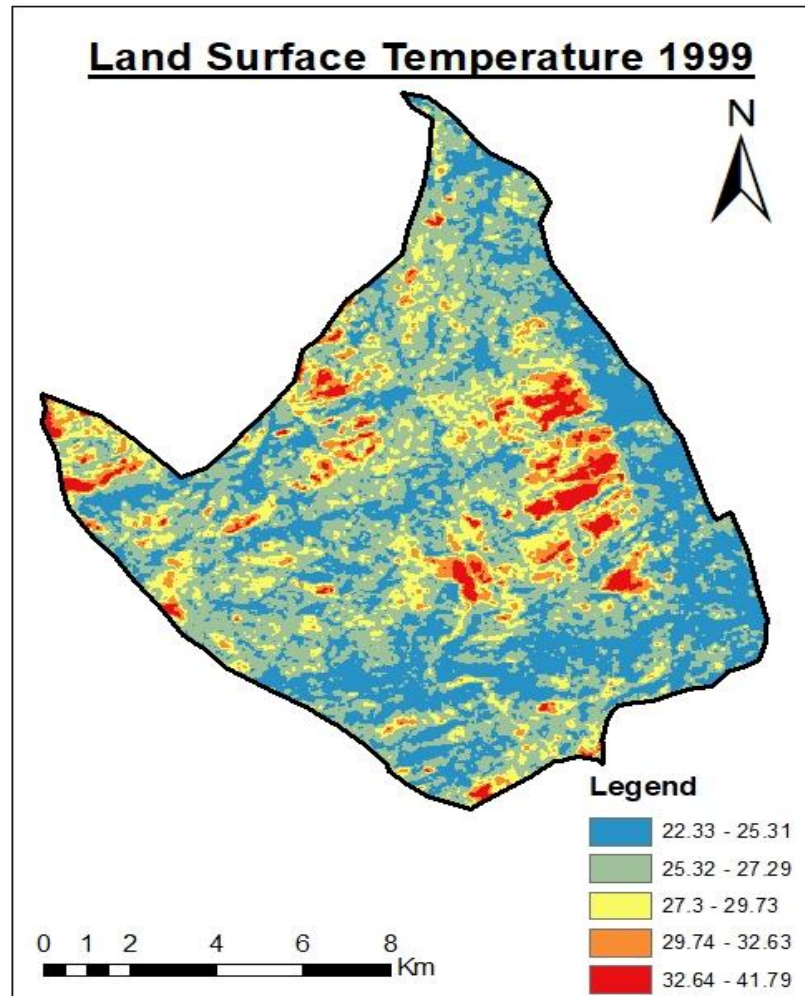 Land Surface Temperature 1999
N
Legend
22.33 - 25.31
25.32 - 27.29
27.3 - 29.73
29.74 - 32.63
32.64 - 41.79
0 1 2 4 6 8
Km